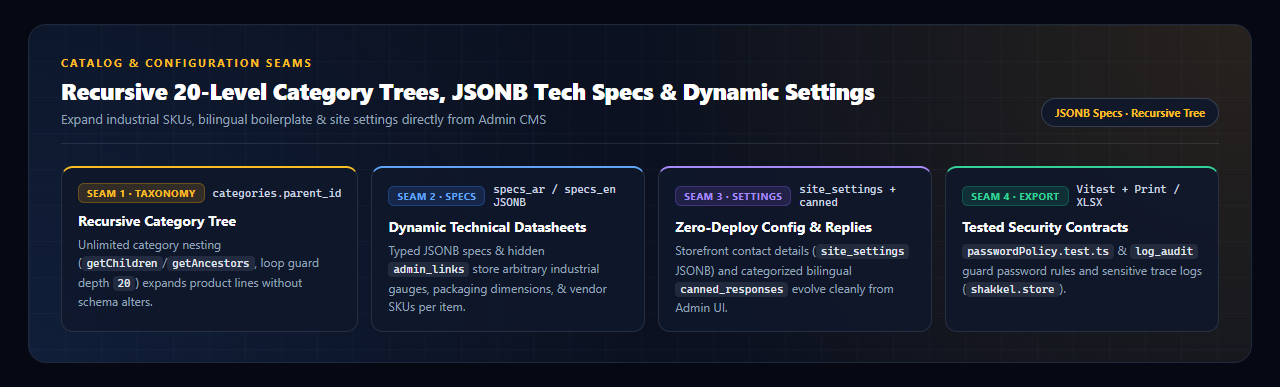 CATALOG & CONFIGURATION SEAMS
Recursive 20-Level Category Trees, JSONB Tech Specs & Dynamic Settings
Expand industrial SKUs, bilingual boilerplate & site settings directly from Admin CMS
JSONB Specs · Recursive Tree
SEAM 1 · TAXONOMY categories.parent_id
Recursive Category Tree
Unlimited category nesting
(getChildren/getAncestors, loop guard
depth 20) expands product lines without
schema alters.
SEAM 2 · SPECS specs_ar / specs_en
JSONB
Dynamic Technical Datasheets
Typed JSONB specs & hidden
admin_links store arbitrary industrial
gauges, packaging dimensions, & vendor
SKUs per item.
SEAM 3 · SETTINGS site_settings +
canned
Zero-Deploy Config & Replies
Storefront contact details (site_settings
JSONB) and categorized bilingual
canned_responses evolve cleanly from
Admin UI.
SEAM 4 · EXPORT Vitest + Print /
XLSX
Tested Security Contracts
passwordPolicy.test.ts & log_audit
guard password rules and sensitive trace logs
(shakkel.store).